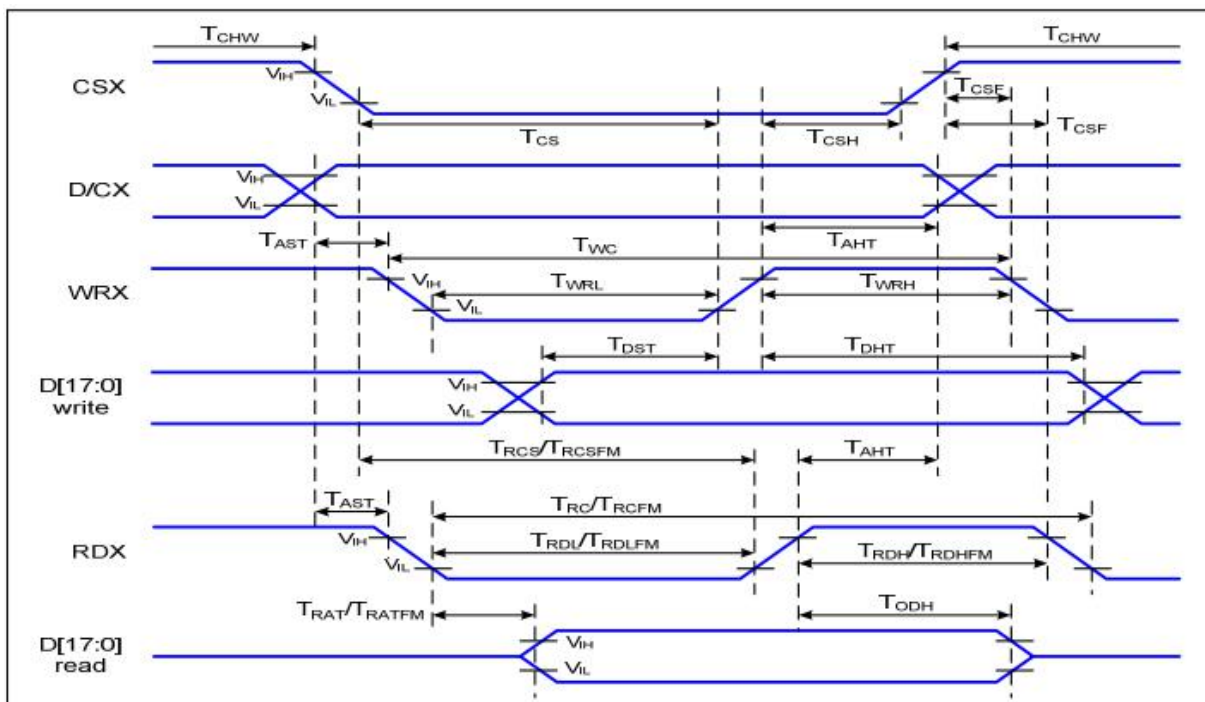 TCHW
TCHW
CSX
VIH
VIL
TCSF
TCSF
TCS
TCSH
D/CX
VIH
VIL
TAST
TWC
TAHT
WRX
VIH
VIL
TWRL
TWRH
TDST
TDHT
D[17:0]
write
VIH
VIL
TRCS/TRCSFM
TAHT
TAST
TRC/TRCFM
RDX
VIH
VIL
TRDL/TRDLFM
TRDH/TRDHFM
TRAT/TRATFM
TODH
D[17:0]
read
VIH
VIL